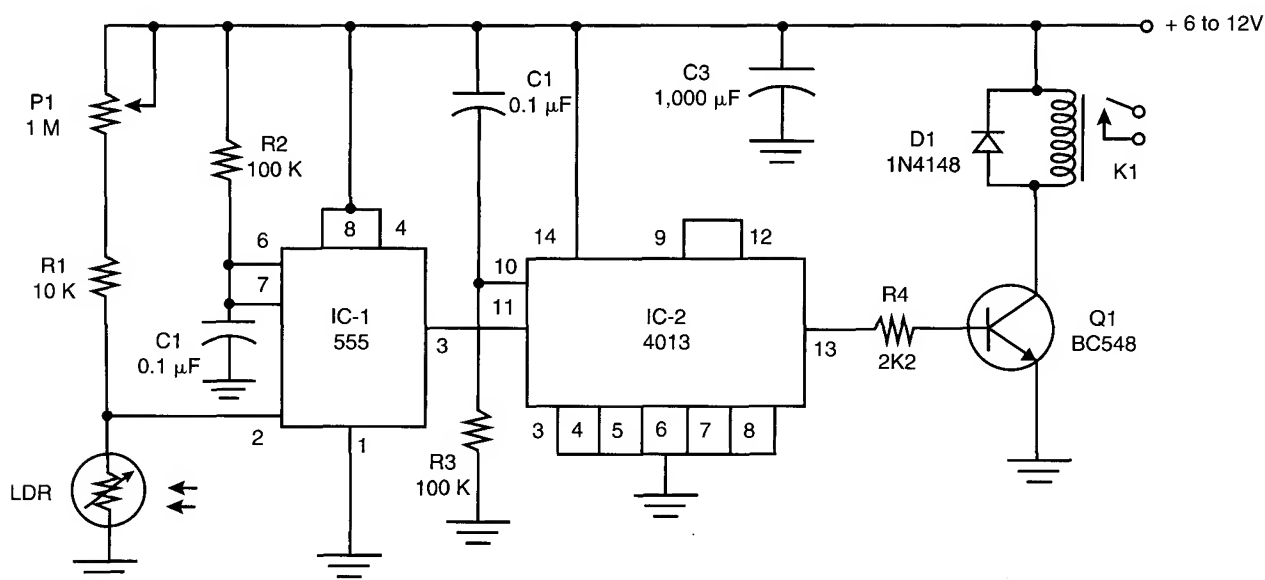 + 6 to 12V
P1
1 M
R2
100 K
C1
0.1 µF
C3
1,000 µF
D1
1N4148
K1
R1
10 K
6
7
8
4
C1
0.1 µF
IC-1
555
3
2
1
LDR
14
9
12
10
11
IC-2
4013
13
3
4
5
6
7
8
R3
100 K
R4
2K2
Q1
BC548